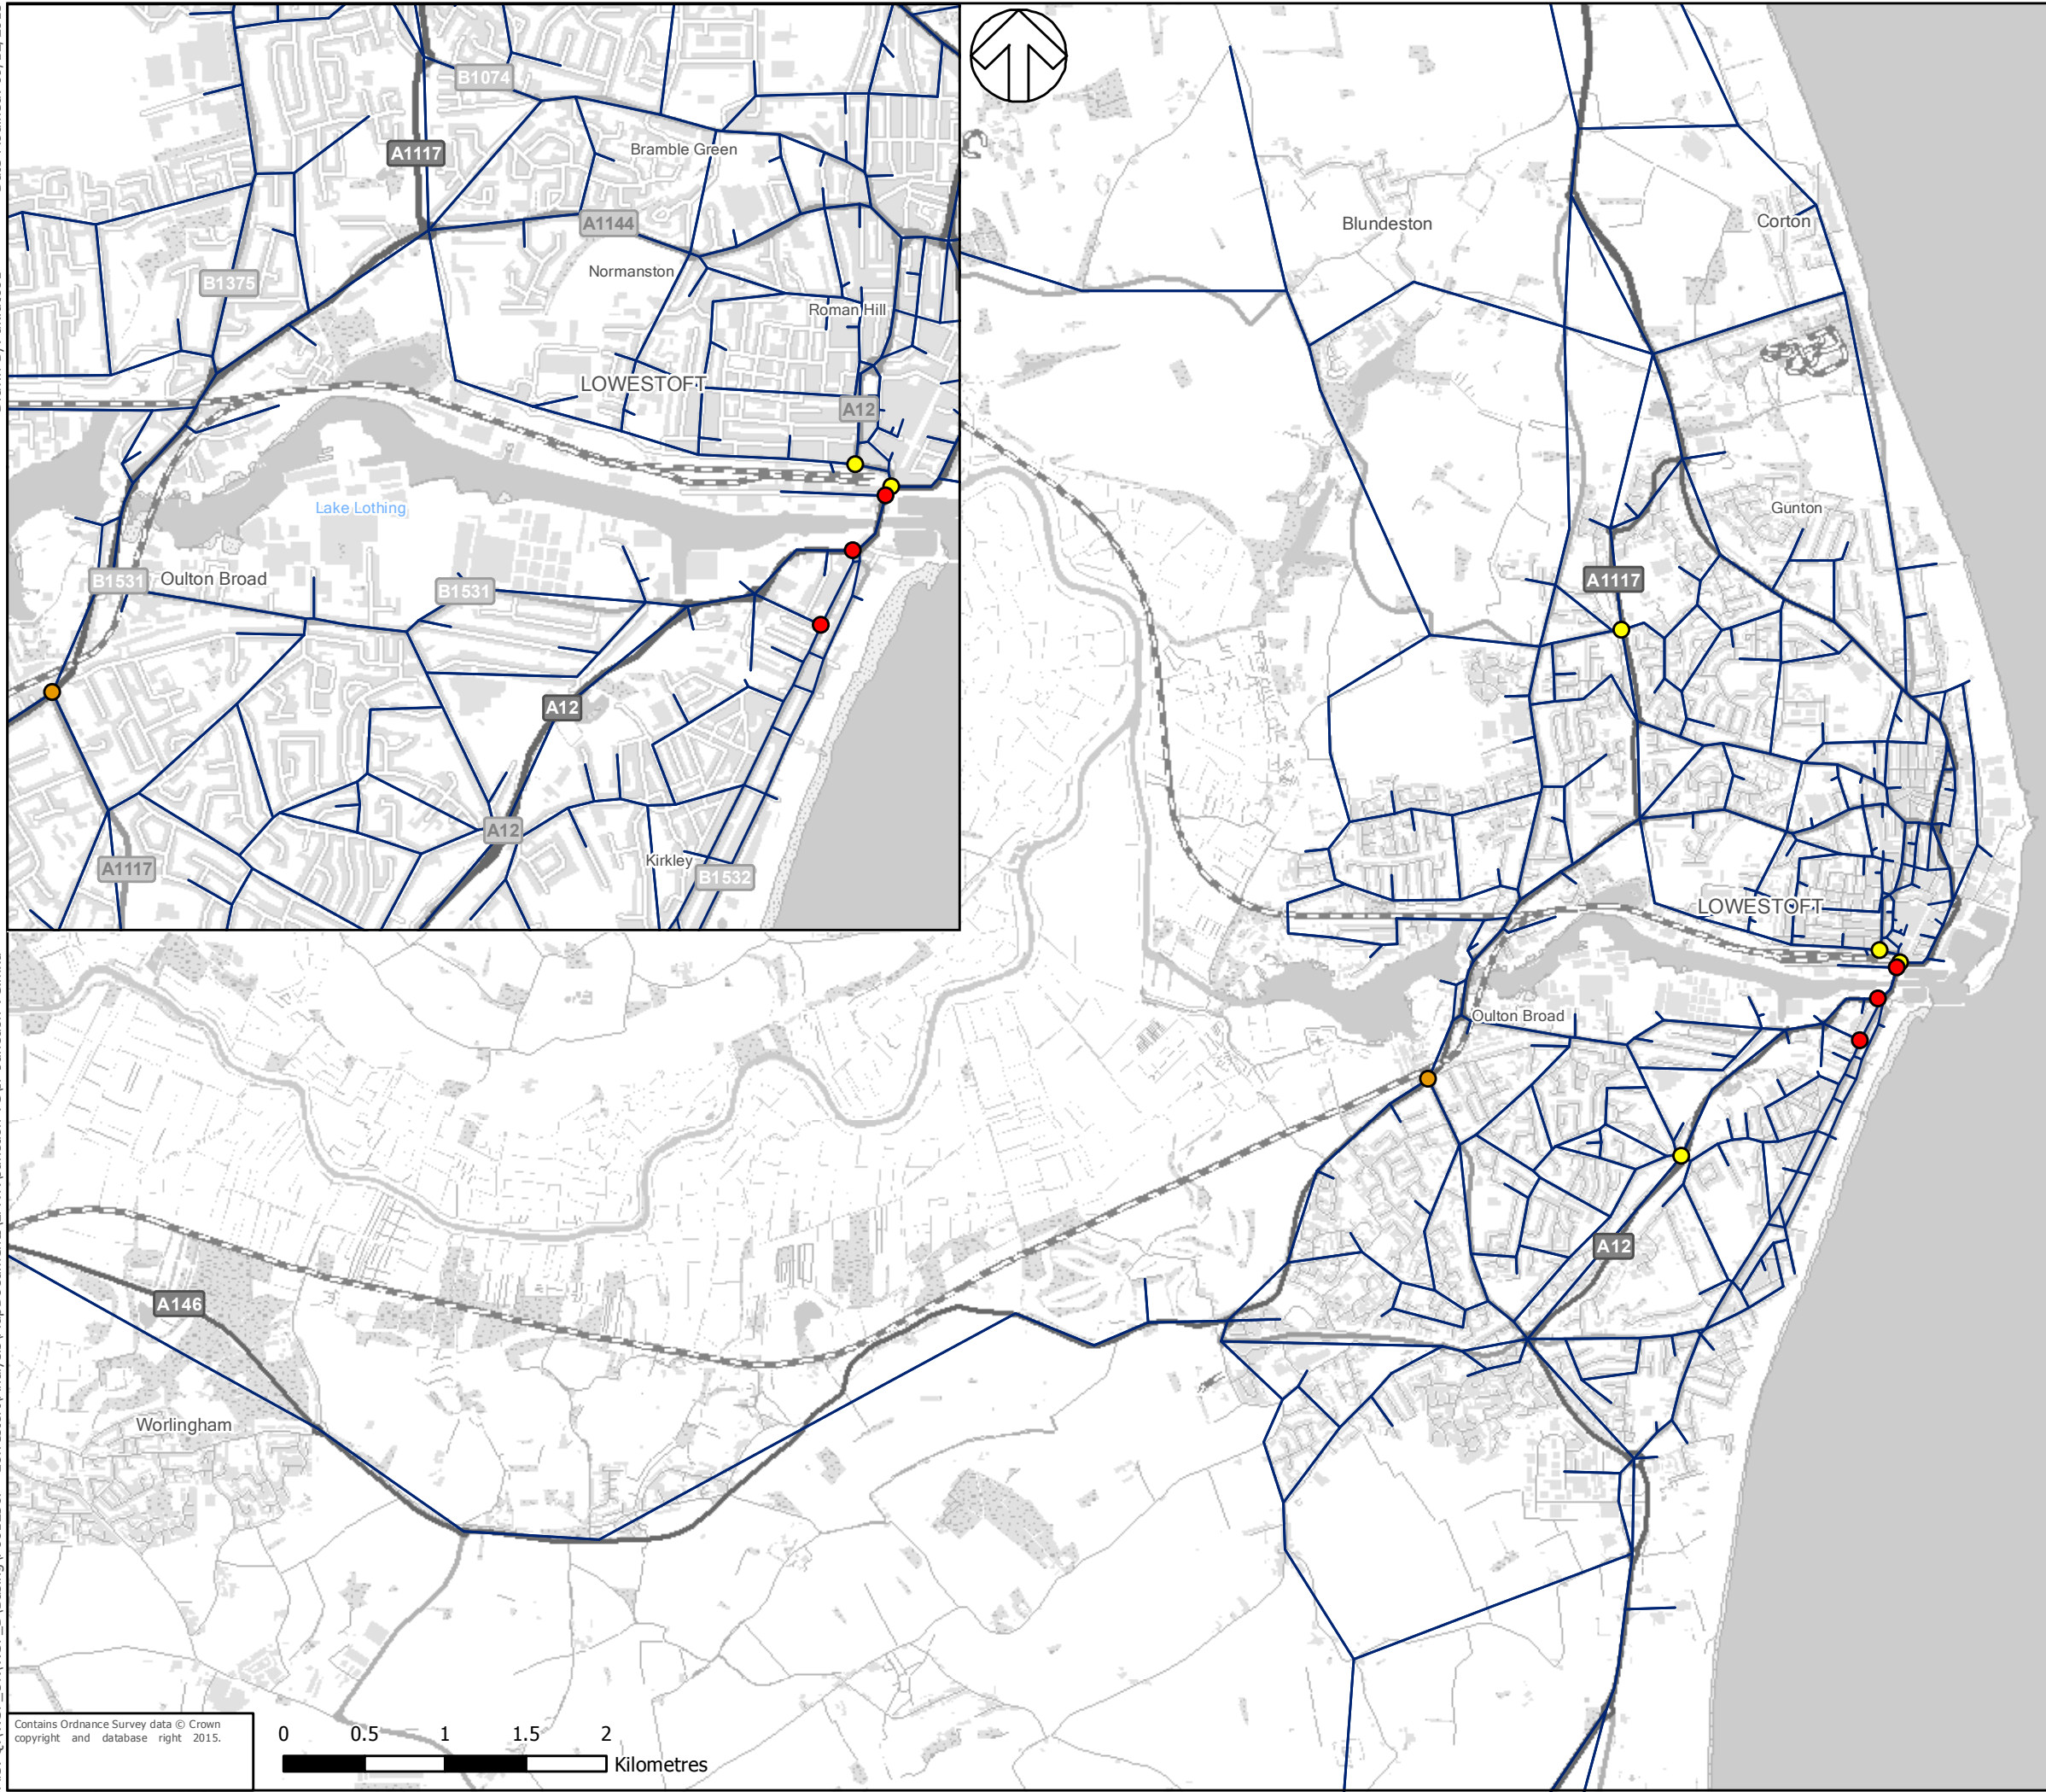 B1074
A1117
Bramble Green
A1144
Normanston
B1375
Roman Hill
LOWESTOFT
A12
Lake Lothing
B1531
Oulton Broad
B1531
A12
A12
Kirkley
A1117
B1532
Blundeston
Corton
Gunton
A1117
LOWESTOFT
Oulton Broad
A12
A146
Worlingham
Contains Ordnance Survey data © Crown
copyright and database right 2015.
0 0.5 1 1.5 2
Kilometres